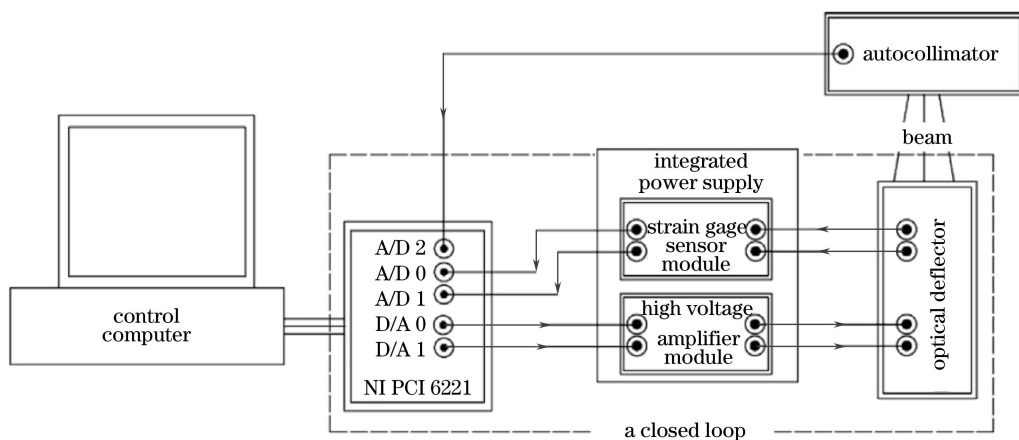 autocollimator
beam
integrated
power supply
strain gage
sensor
module
high voltage
amplifier
module
optical deflector
A/D 2
A/D 0
A/D 1
D/A 0
D/A 1
NI PCI 6221
control
computer
a closed loop